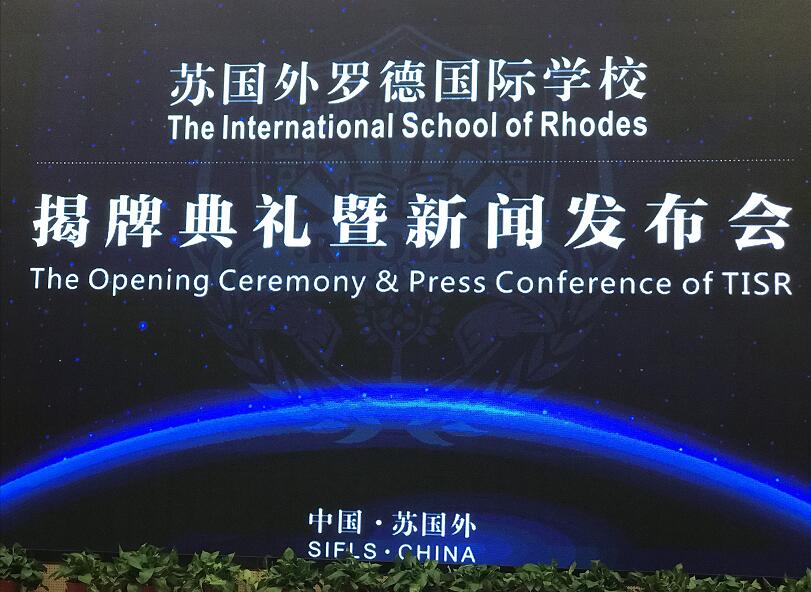 苏国外罗德国际学校
The International School of Rhodes
揭牌典礼暨新闻发布会
The Opening Ceremony & Press Conference of TISR
RHODES
中国·苏国外
SIFLS·CHINA